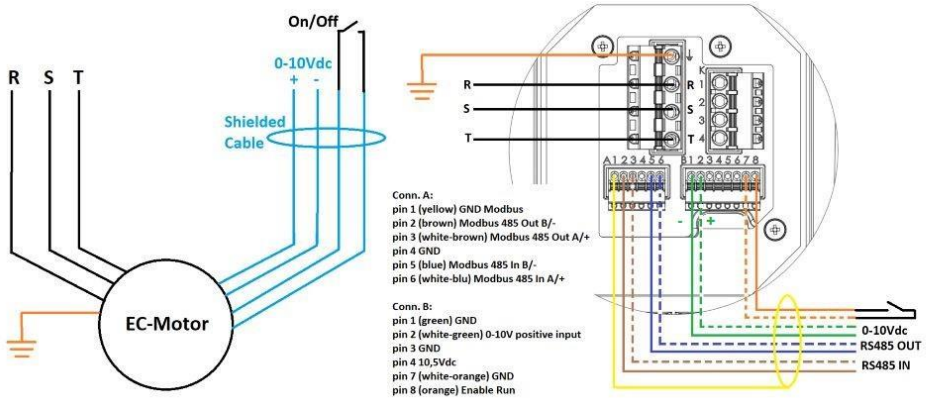 On/Off
R S T
0-10Vdc
+ -
Shielded
Cable
EC-Motor
R
S
T
K
R 1
S 2
3
T 4
A 1 2 3 4 5 6
B 1 2 3 4 5 6 7 8
- +
Conn. A:
pin 1 (yellow) GND Modbus
pin 2 (brown) Modbus 485 Out B/-
pin 3 (white-brown) Modbus 485 Out A/+
pin 4 GND
pin 5 (blue) Modbus 485 In B/-
pin 6 (white-blu) Modbus 485 In A/+
Conn. B:
pin 1 (green) GND
pin 2 (white-green) 0-10V positive input
pin 3 GND
pin 4 10,5Vdc
pin 7 (white-orange) GND
pin 8 (orange) Enable Run
0-10Vdc
RS485 OUT
RS485 IN